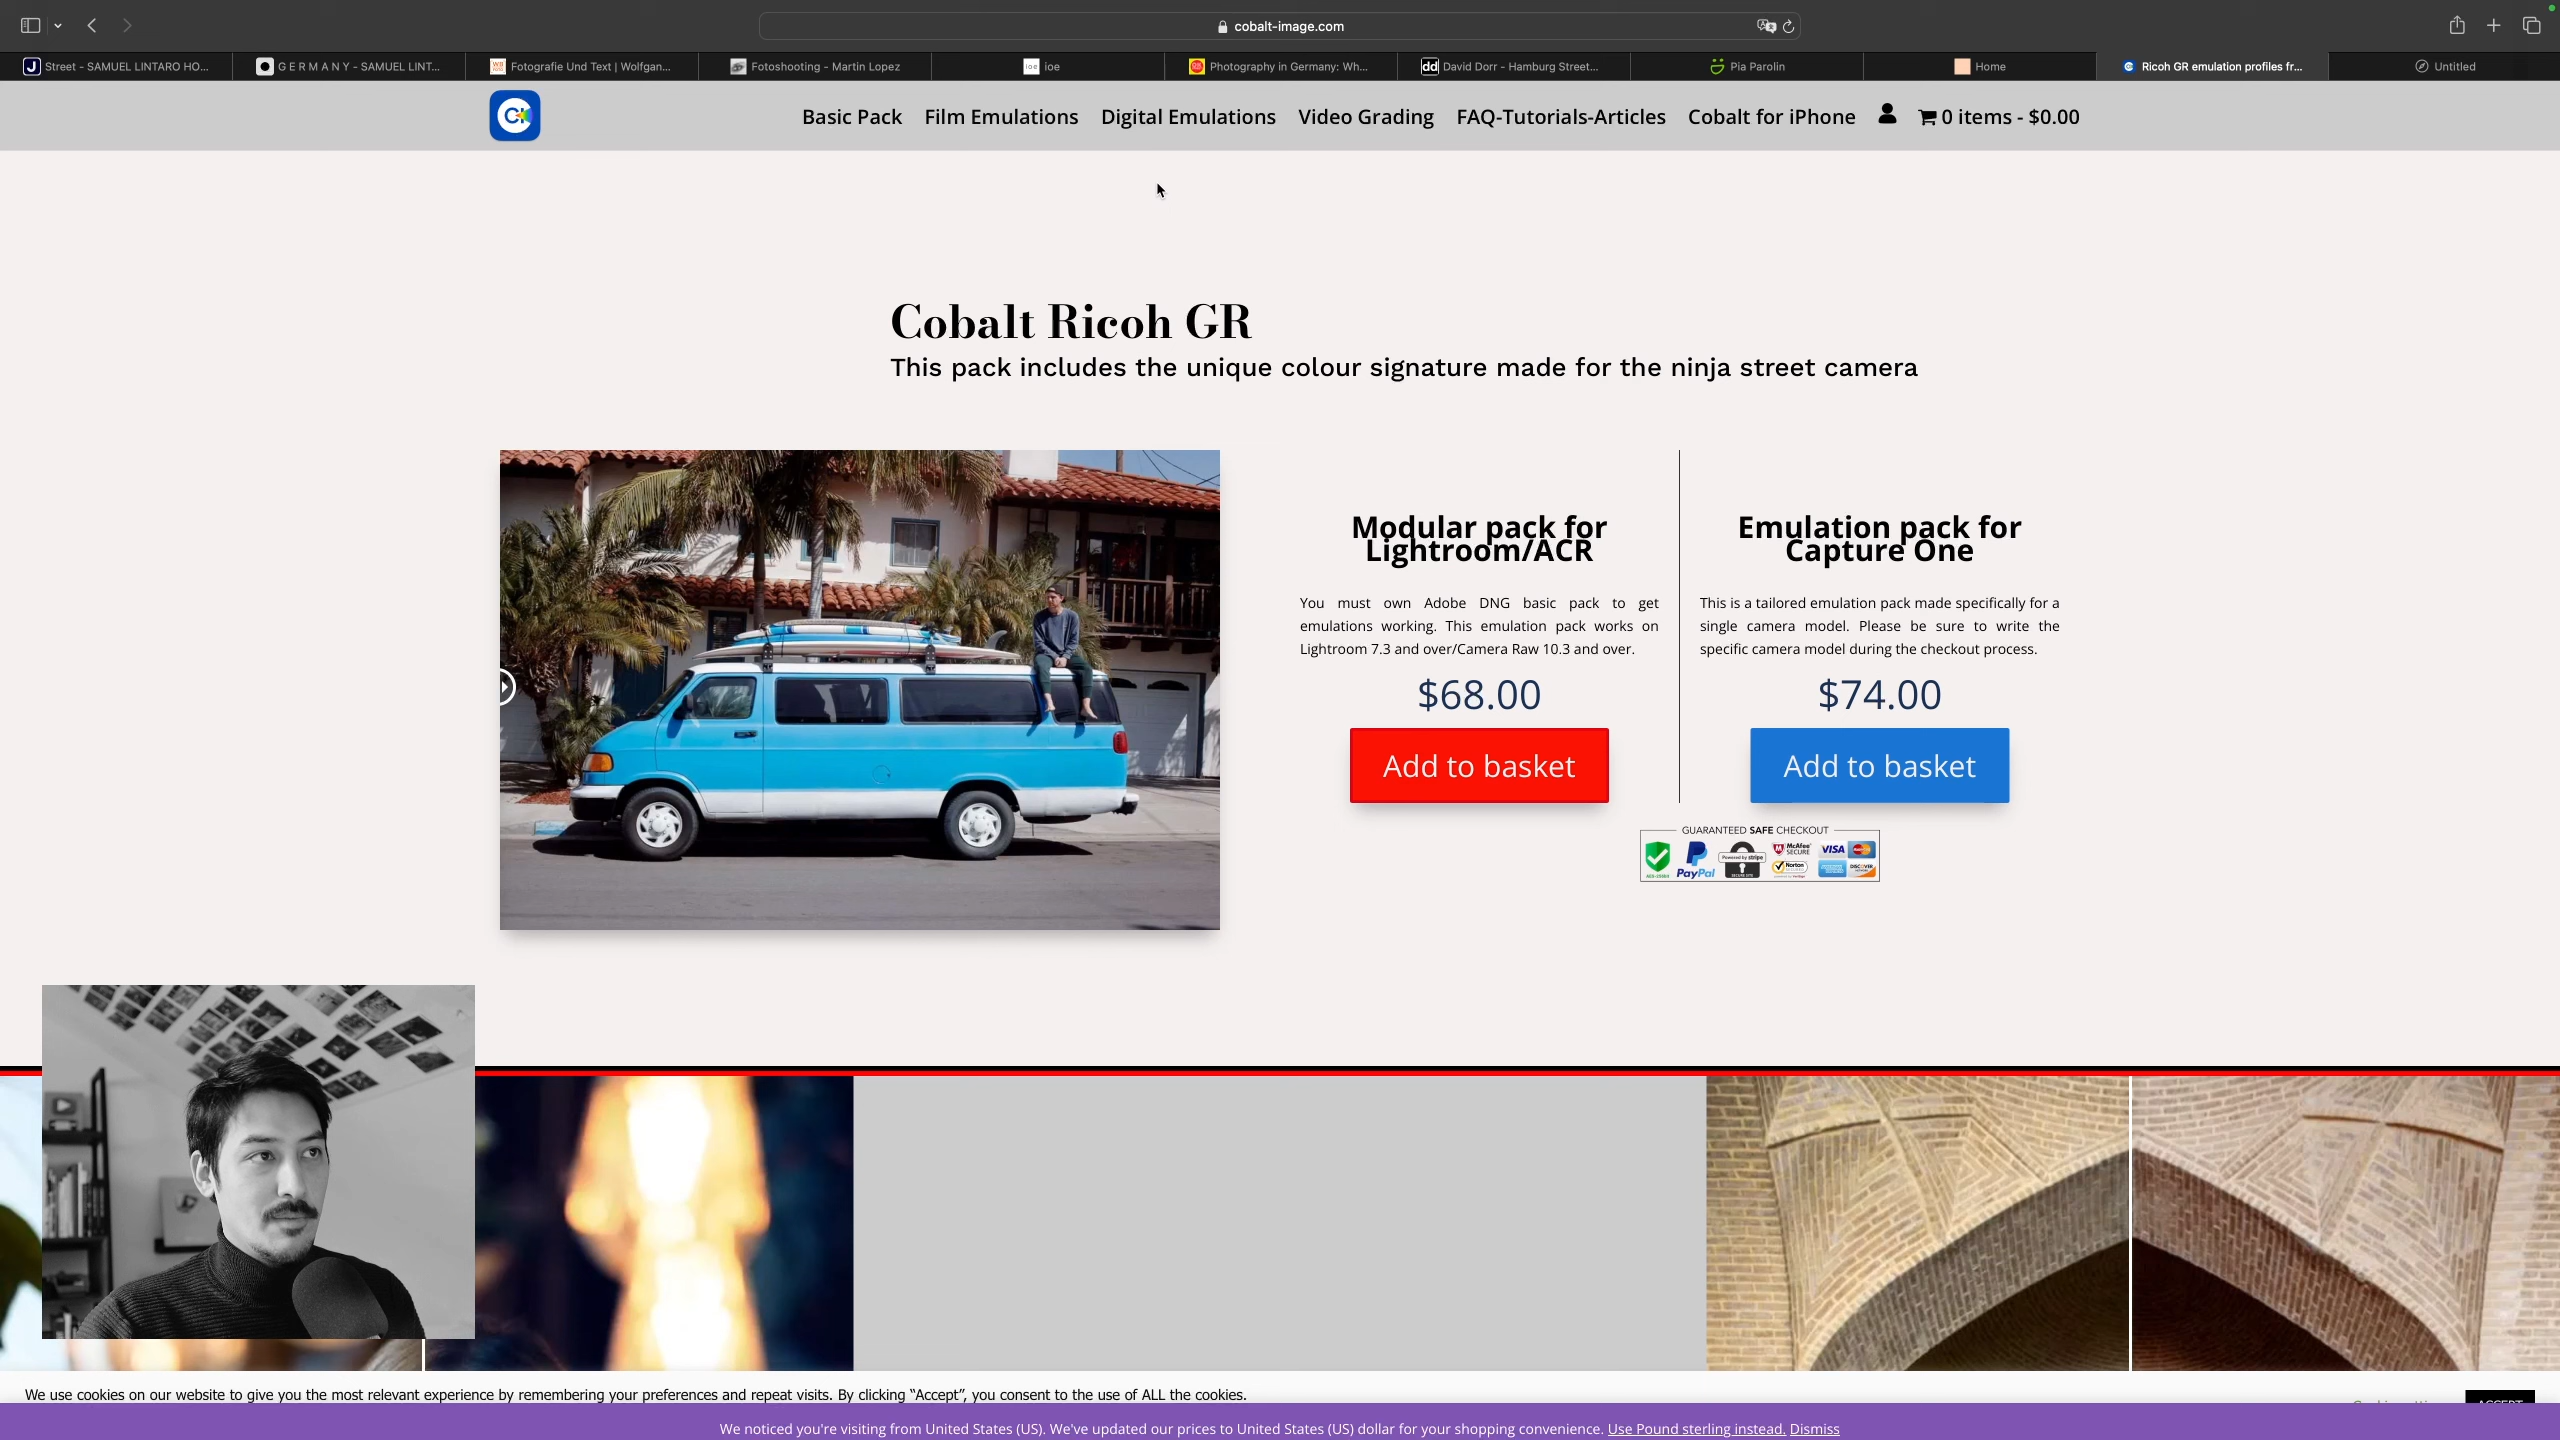 cobalt-image.com
Street - SAMUEL LINTARO HO...
G E R M A N Y - SAMUEL LINT...
Fotografie Und Text | Wolfgan...
Fotoshooting - Martin Lopez
ioe
Photography in Germany: Wh...
David Dorr - Hamburg Street...
Pia Parolin
Home
Ricoh GR emulation profiles fr...
Untitled
Basic Pack
Film Emulations
Digital Emulations
Video Grading
FAQ-Tutorials-Articles
Cobalt for iPhone
0 items - $0.00
Cobalt Ricoh GR
This pack includes the unique colour signature made for the ninja street camera
Modular pack for
Lightroom/ACR
You must own Adobe DNG basic pack to get
emulations working. This emulation pack works on
Lightroom 7.3 and over/Camera Raw 10.3 and over.
$68.00
Add to basket
Emulation pack for
Capture One
This is a tailored emulation pack made specifically for a
single camera model. Please be sure to write the
specific camera model during the checkout process.
$74.00
Add to basket
GUARANTEED SAFE CHECKOUT
PayPal
Powered by stripe
McAfee SECURE
Norton
VISA
We use cookies on our website to give you the most relevant experience by remembering your preferences and repeat visits. By clicking “Accept”, you consent to the use of ALL the cookies.
ACCEPT
We noticed you're visiting from United States (US). We've updated our prices to United States (US) dollar for your shopping convenience. Use Pound sterling instead. Dismiss